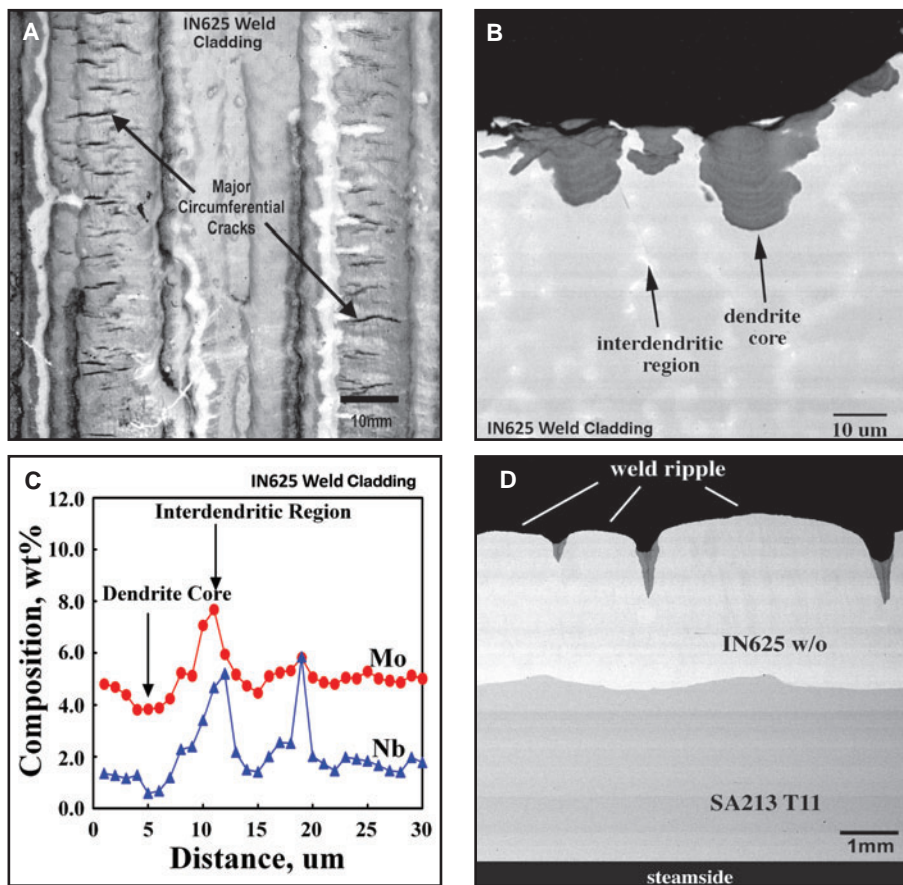 A
IN625 Weld
Cladding
Major
Circumferential
Cracks
10mm
B
interdendritic
region
dendrite
core
IN625 Weld Cladding
10 um
C
IN625 Weld Cladding
12.0
Interdendritic Region
10.0
Dendrite Core
8.0
6.0
Mo
4.0
Nb
2.0
0.0
0 5 10 15 20 25 30
Composition, wt%
Distance, um
D
weld ripple
IN625 w/o
SA213 T11
1mm
steamside